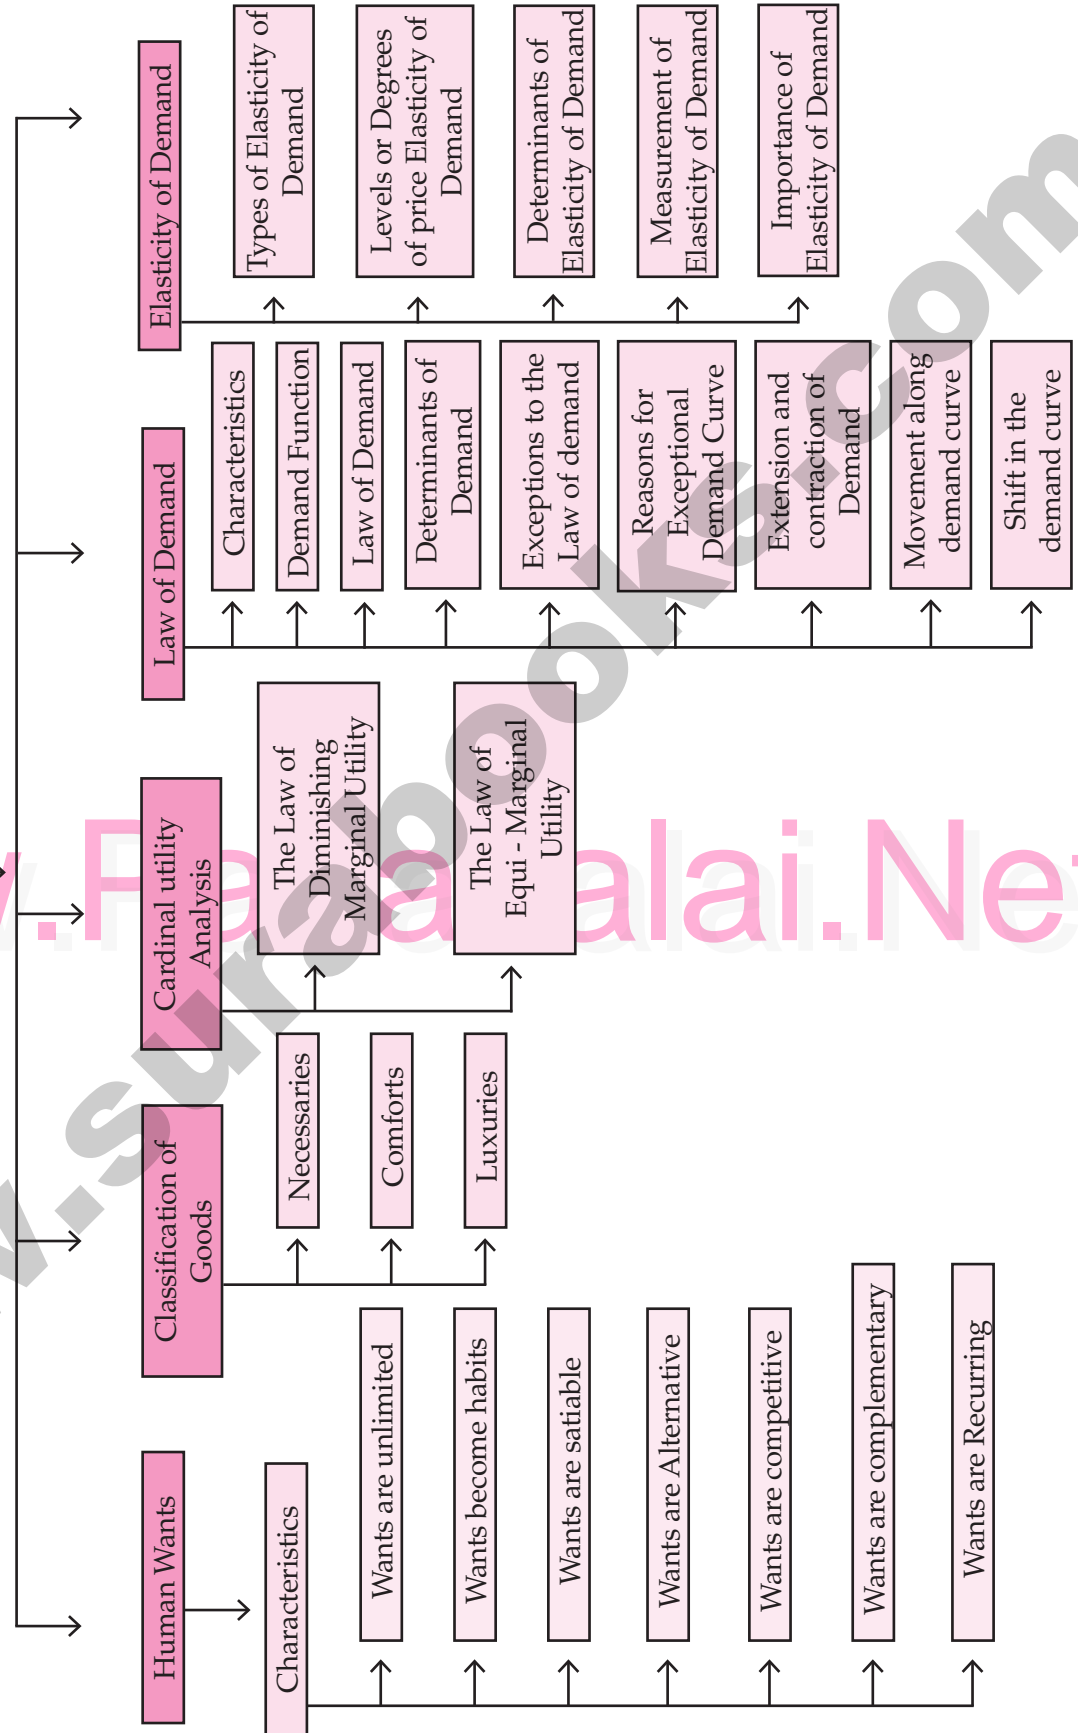 Human Wants
Characteristics
Wants are unlimited
Wants become habits
Wants are satiable
Wants are Alternative
Wants are competitive
Wants are complementary
Wants are Recurring
Classification of
Goods
Necessaries
Comforts
Luxuries
Cardinal utility
Analysis
The Law of
Diminishing
Marginal Utility
The Law of
Equi - Marginal
Utility
Law of Demand
Characteristics
Demand Function
Law of Demand
Determinants of
Demand
Exceptions to the
Law of demand
Reasons for
Exceptional
Demand Curve
Extension and
contraction of
Demand
Movement along
demand curve
Shift in the
demand curve
Elasticity of Demand
Types of Elasticity of
Demand
Levels or Degrees
of price Elasticity of
Demand
Determinants of
Elasticity of Demand
Measurement of
Elasticity of Demand
Importance of
Elasticity of Demand
.surabooks.com